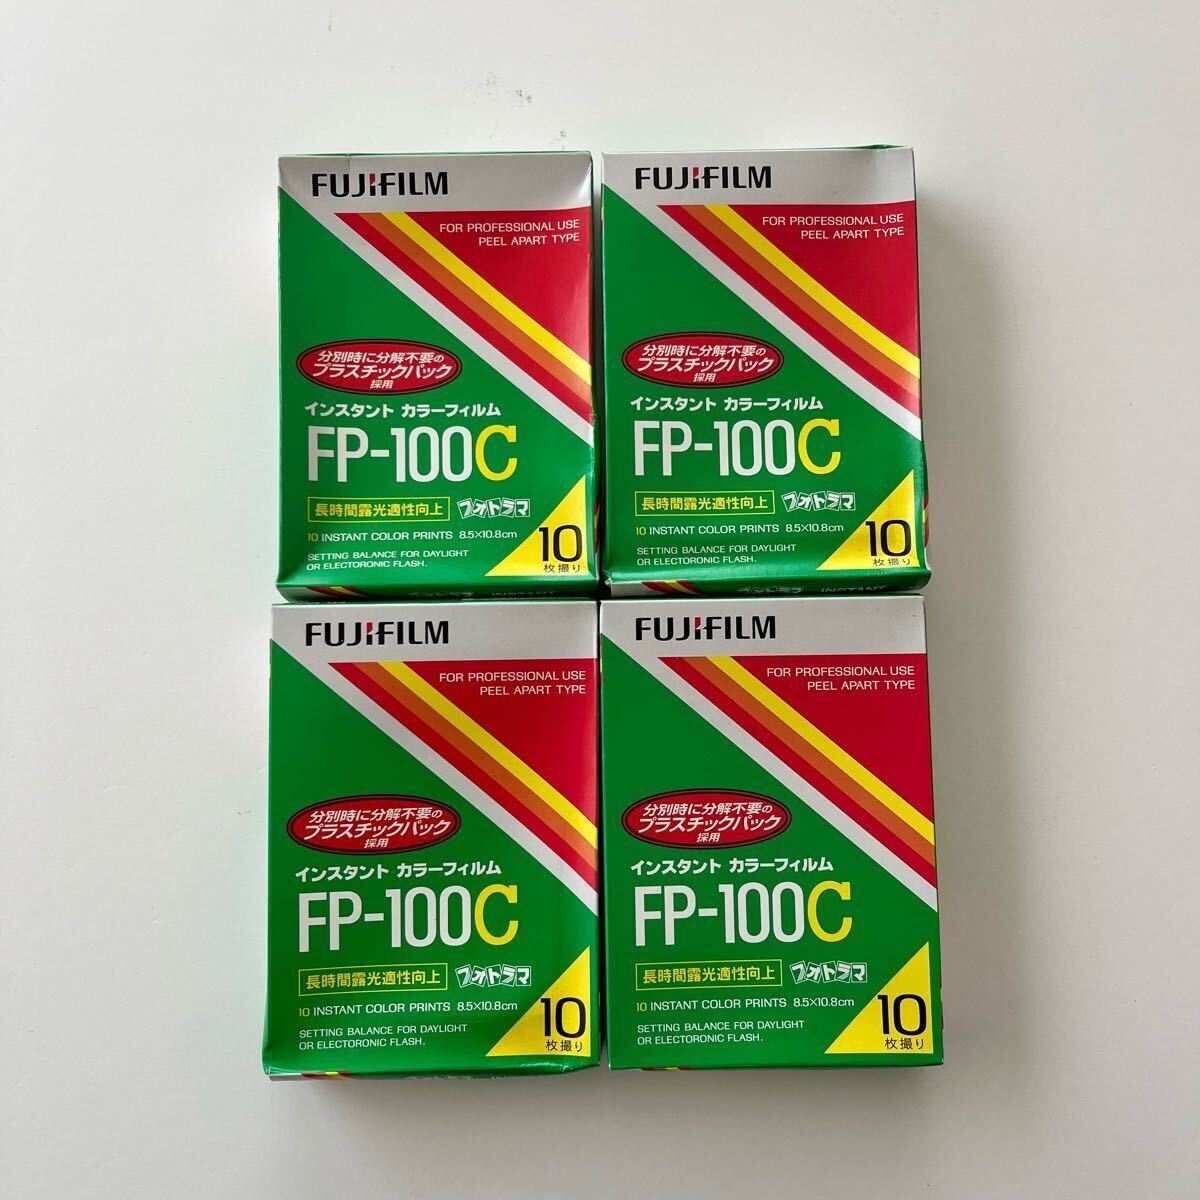 FUJIFILM
FOR PROFESSIONAL USE
PEEL APART TYPE
分別時に分解不要の
プラスチックパック
採用
インスタント カラーフィルム
FP-100C
長時間露光適性向上 フォトラマ
10 INSTANT COLOR PRINTS 8.5×10.8cm
SETTING BALANCE FOR DAYLIGHT
OR ELECTORONIC FLASH.
10
枚撮り
FUJIFILM
FOR PROFESSIONAL USE
PEEL APART TYPE
分別時に分解不要の
プラスチックパック
採用
インスタント カラーフィルム
FP-100C
長時間露光適性向上 フォトラマ
10 INSTANT COLOR PRINTS 8.5×10.8cm
SETTING BALANCE FOR DAYLIGHT
OR ELECTORONIC FLASH.
10
枚撮り
フォトラマ INSTANT
フォトラマ INSTANT
FUJIFILM
FOR PROFESSIONAL USE
PEEL APART TYPE
分別時に分解不要の
プラスチックパック
採用
インスタント カラーフィルム
FP-100C
長時間露光適性向上 フォトラマ
10 INSTANT COLOR PRINTS 8.5×10.8cm
SETTING BALANCE FOR DAYLIGHT
OR ELECTORONIC FLASH.
10
枚撮り
FUJIFILM
FOR PROFESSIONAL USE
PEEL APART TYPE
分別時に分解不要の
プラスチックパック
採用
インスタント カラーフィルム
FP-100C
長時間露光適性向上 フォトラマ
10 INSTANT COLOR PRINTS 8.5×10.8cm
SETTING BALANCE FOR DAYLIGHT
OR ELECTORONIC FLASH.
10
枚撮り